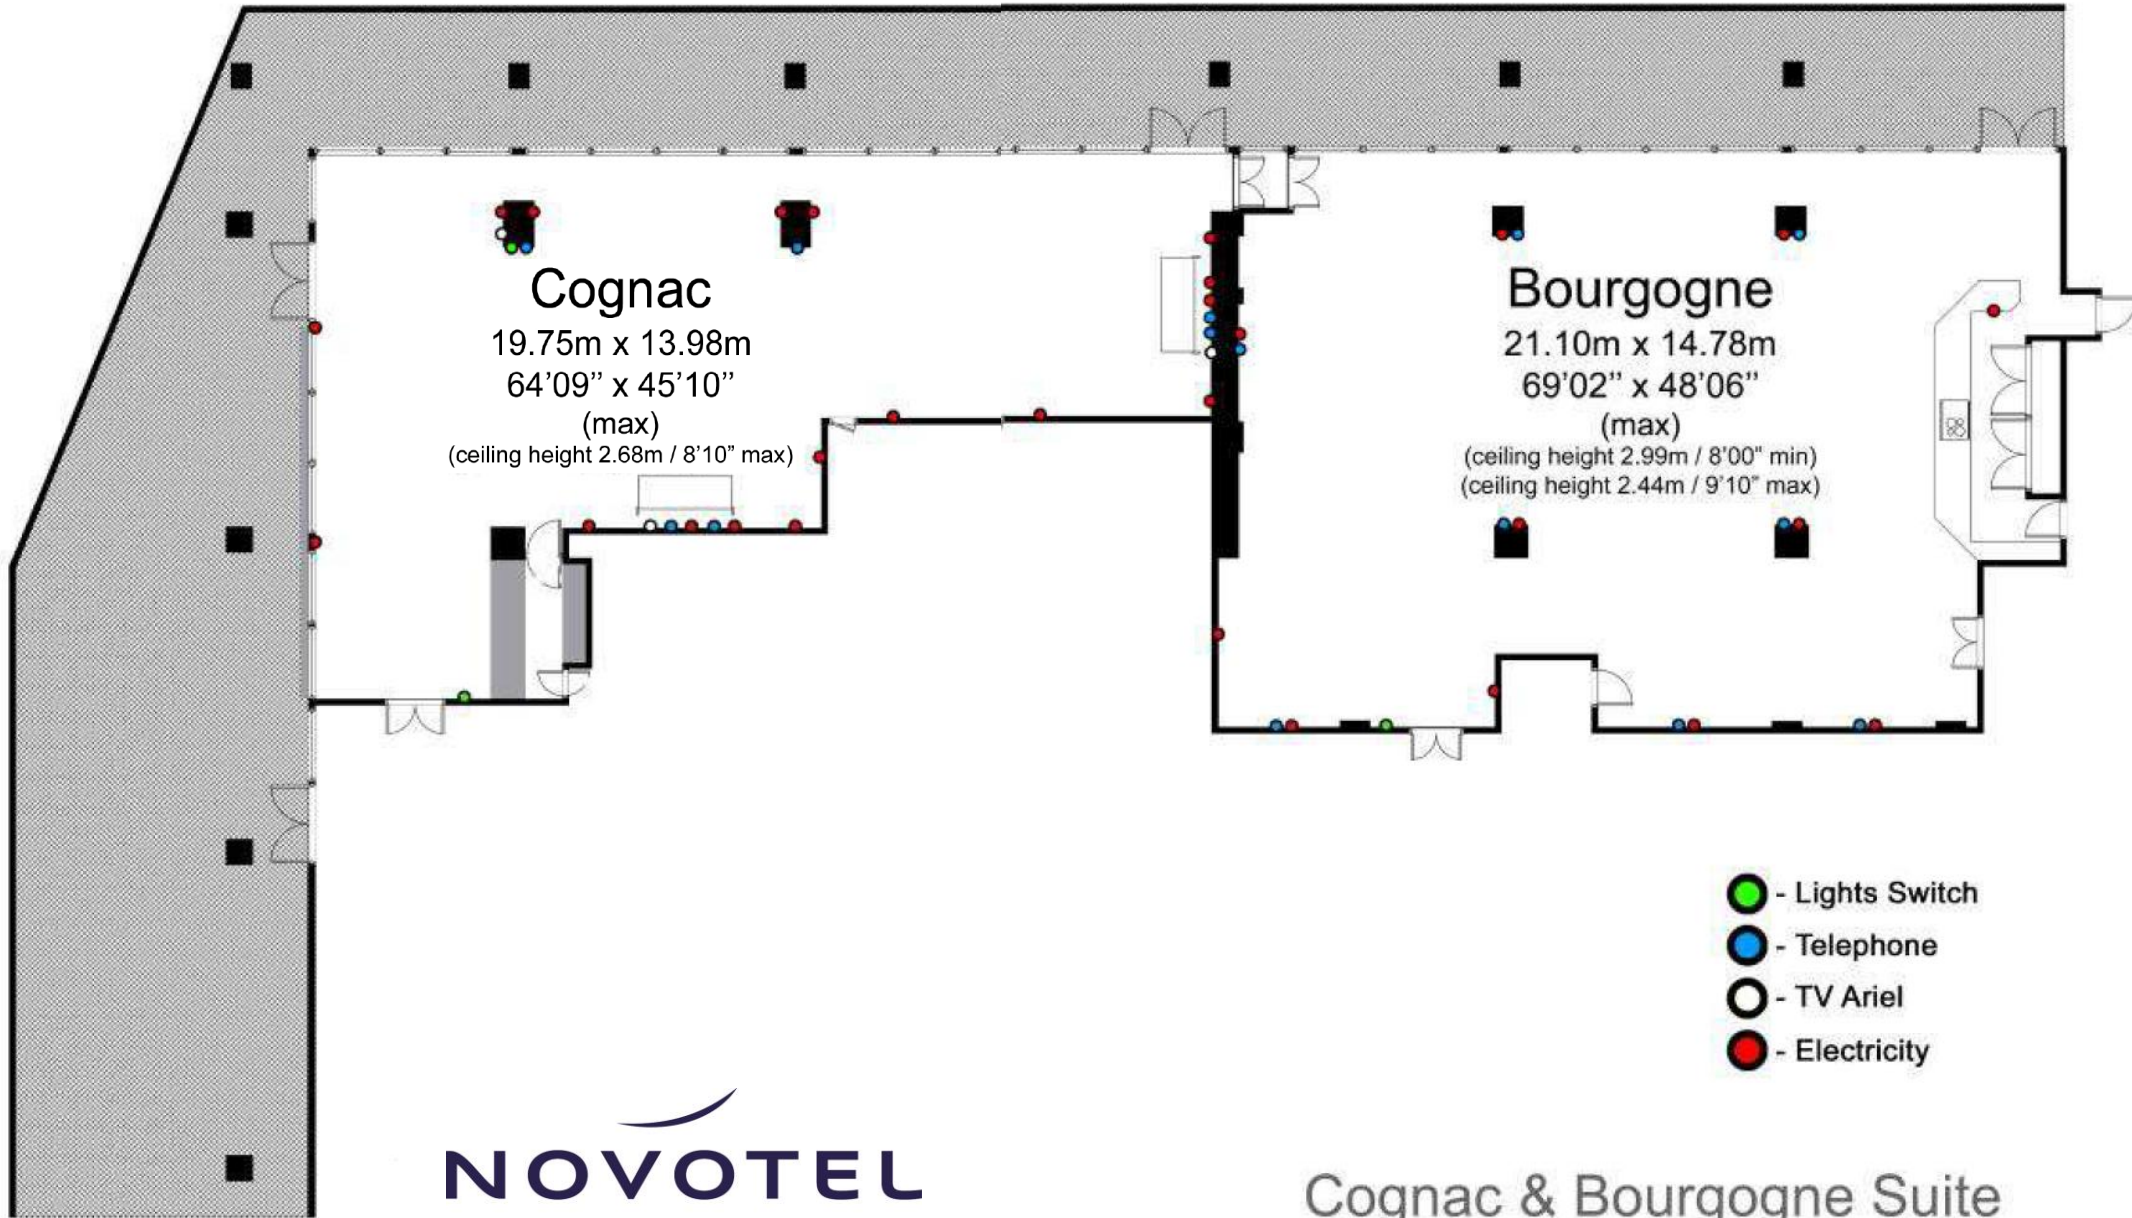 Cognac
19.75m x 13.98m
64’09’’ x 45’10’’
(max)
(ceiling height 2.68m / 8’10” max)
Bourgogne
21.10m x 14.78m
69’02’’ x 48’06’’
(max)
(ceiling height 2.99m / 8’00” min)
(ceiling height 2.44m / 9’10” max)
- Lights Switch
- Telephone
- TV Ariel
- Electricity
NOVOTEL
Cognac & Bourgogne Suite